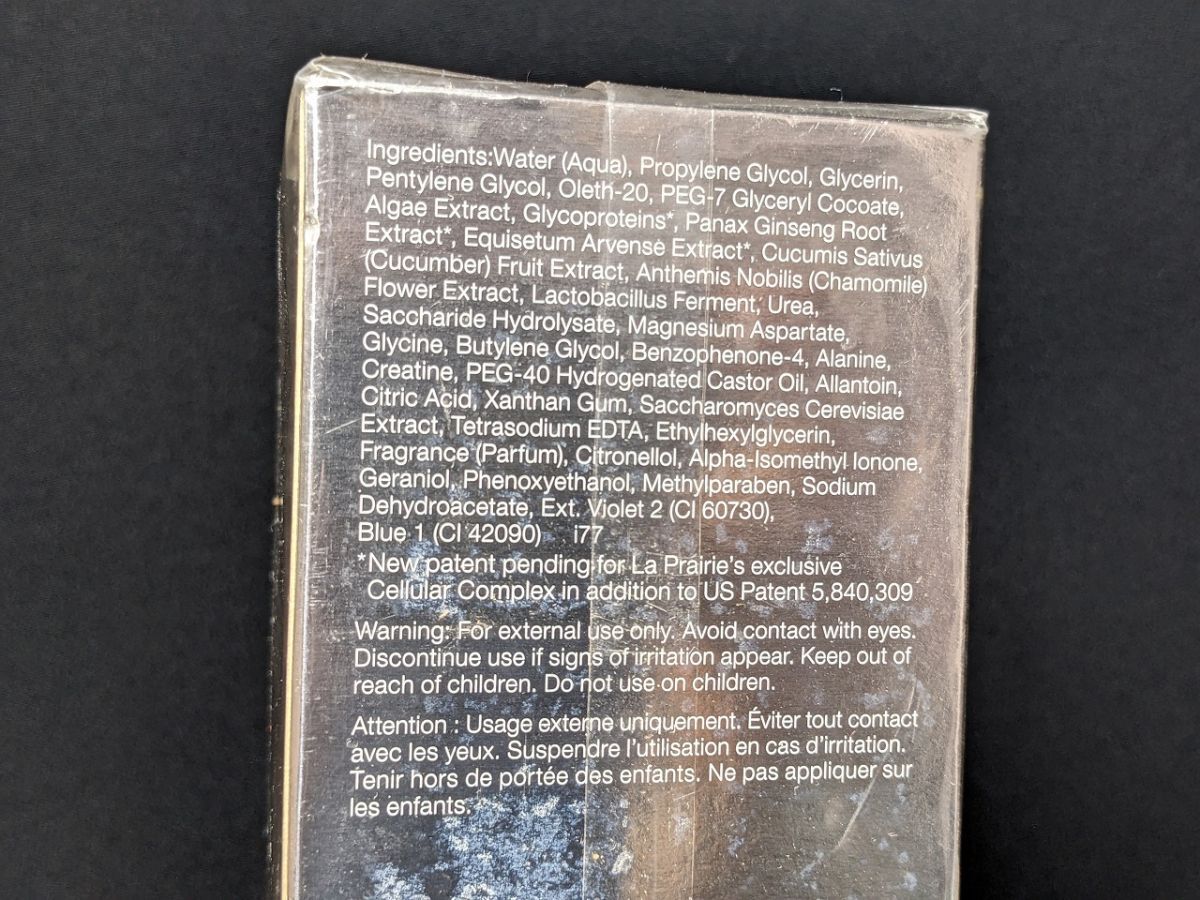 Ingredients:Water (Aqua), Propylene Glycol, Glycerin,
Pentylene Glycol, Oleth-20, PEG-7 Glyceryl Cocoate,
Algae Extract, Glycoproteins*, Panax Ginseng Root
Extract*, Equisetum Arvense Extract*, Cucumis Sativus
(Cucumber) Fruit Extract, Anthemis Nobilis (Chamomile)
Flower Extract, Lactobacillus Ferment, Urea,
Saccharide Hydrolysate, Magnesium Aspartate,
Glycine, Butylene Glycol, Benzophenone-4, Alanine,
Creatine, PEG-40 Hydrogenated Castor Oil, Allantoin,
Citric Acid, Xanthan Gum, Saccharomyces Cerevisiae
Extract, Tetrasodium EDTA, Ethylhexylglycerin,
Fragrance (Parfum), Citronellol, Alpha-Isomethyl Ionone,
Geraniol, Phenoxyethanol, Methylparaben, Sodium
Dehydroacetate, Ext. Violet 2 (CI 60730),
Blue 1 (CI 42090) i77
*New patent pending for La Prairie's exclusive
Cellular Complex in addition to US Patent 5,840,309
Warning: For external use only. Avoid contact with eyes.
Discontinue use if signs of irritation appear. Keep out of
reach of children. Do not use on children.
Attention : Usage externe uniquement. Éviter tout contact
avec les yeux. Suspendre l'utilisation en cas d'irritation.
Tenir hors de portée des enfants. Ne pas appliquer sur
les enfants.